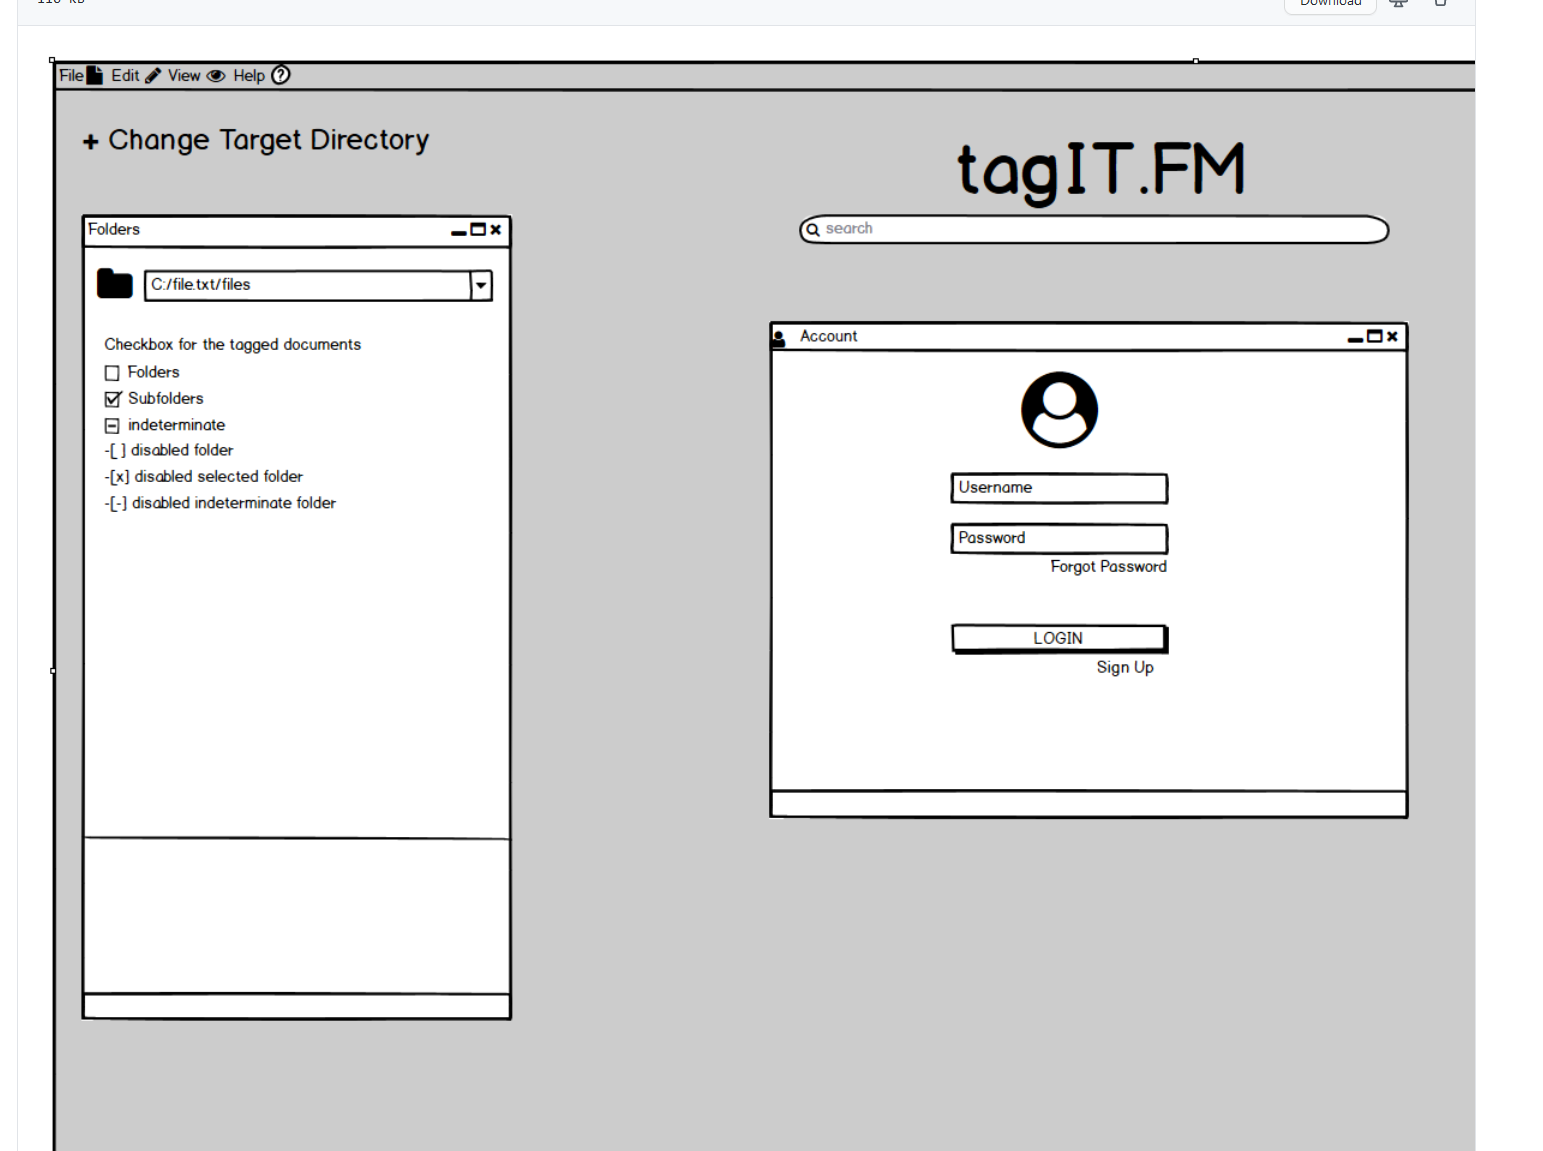 Download
File Edit View Help
+ Change Target Directory
tagIT.FM
search
Folders
C:/file.txt/files
Checkbox for the tagged documents
Folders
Subfolders
indeterminate
-[ ] disabled folder
-[x] disabled selected folder
-[-] disabled indeterminate folder
Account
Username
Password
Forgot Password
LOGIN
Sign Up